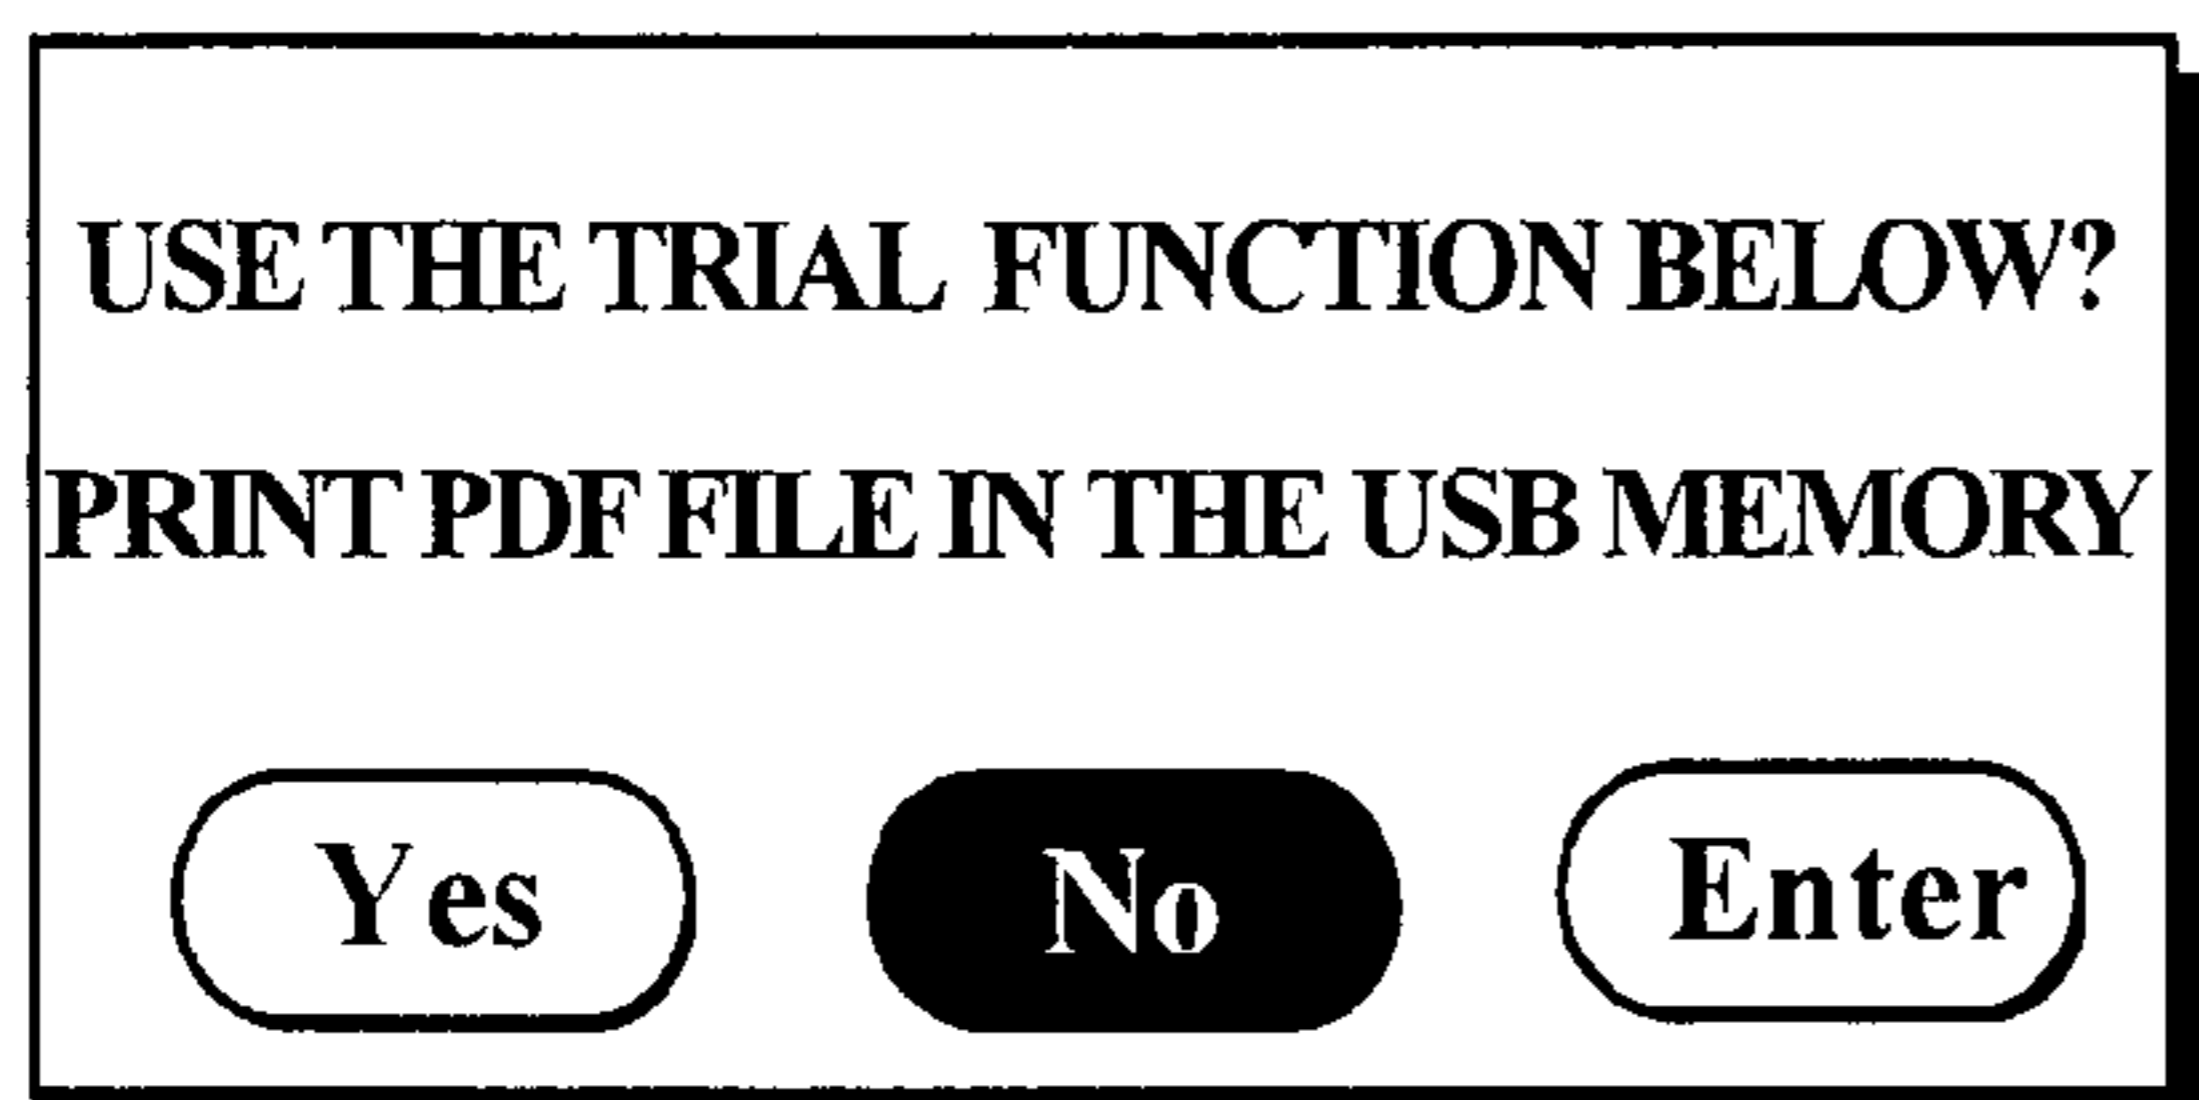 USE THE TRIAL FUNCTION BELOW?
PRINT PDF FILE IN THE USB MEMORY
Yes No Enter